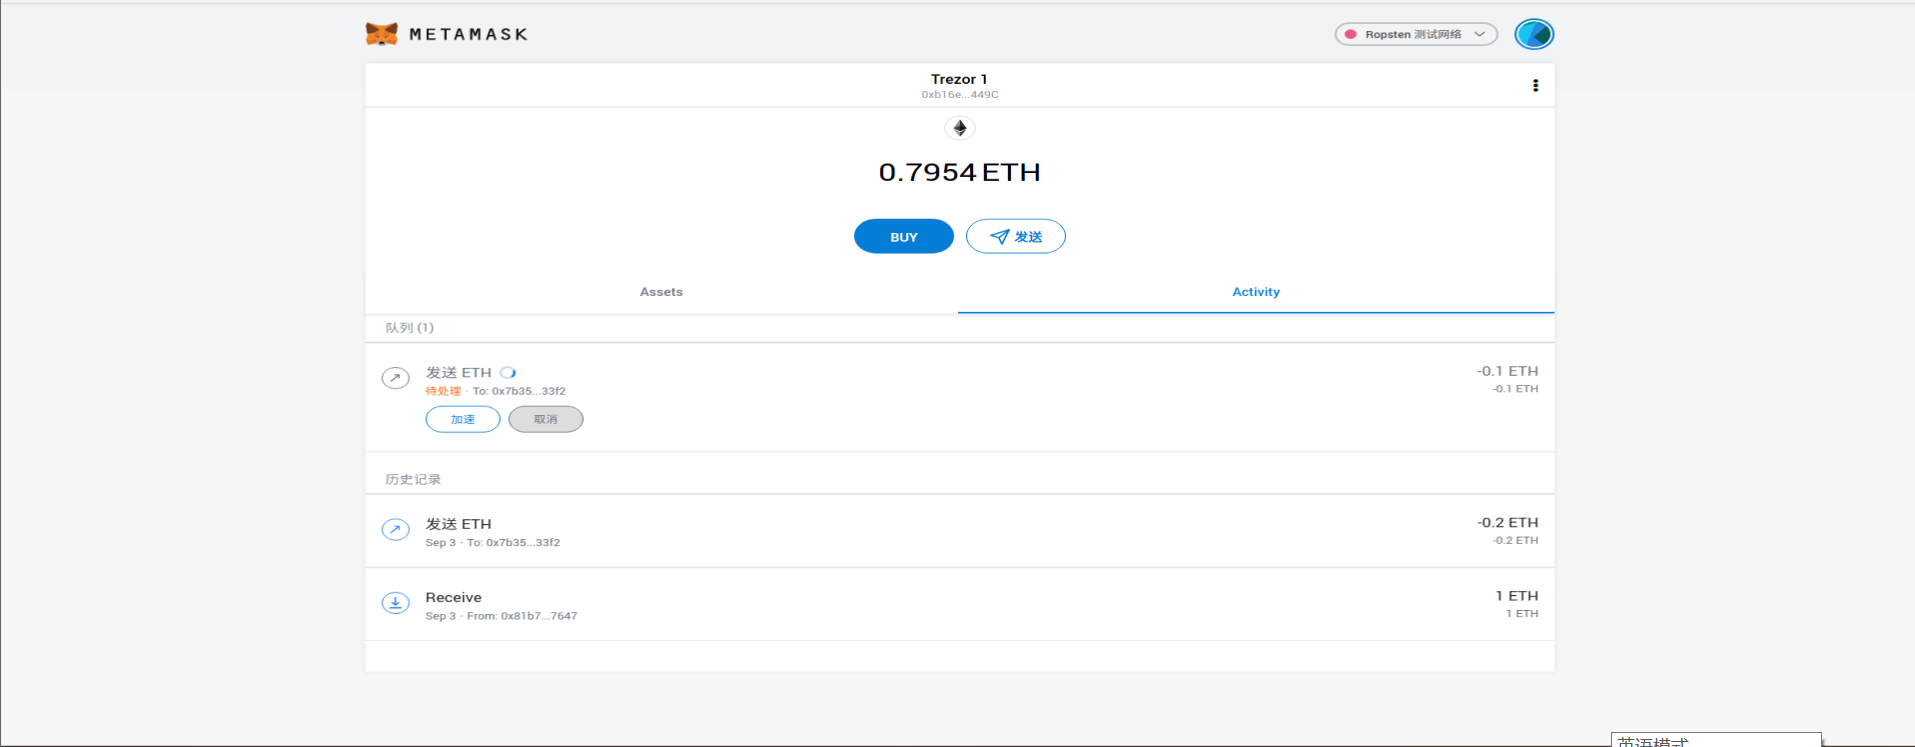 METAMASK
Ropsten 测试网络
Trezor 1
0xb16e...449C
0.7954 ETH
BUY
发送
Assets
Activity
队列 (1)
发送 ETH
-0.1 ETH
待处理 · To: 0x7b35...33f2
-0.1 ETH
加速
取消
历史记录
发送 ETH
-0.2 ETH
Sep 3 · To: 0x7b35...33f2
-0.2 ETH
Receive
1 ETH
Sep 3 · From: 0x81b7...7647
1 ETH
英语模式